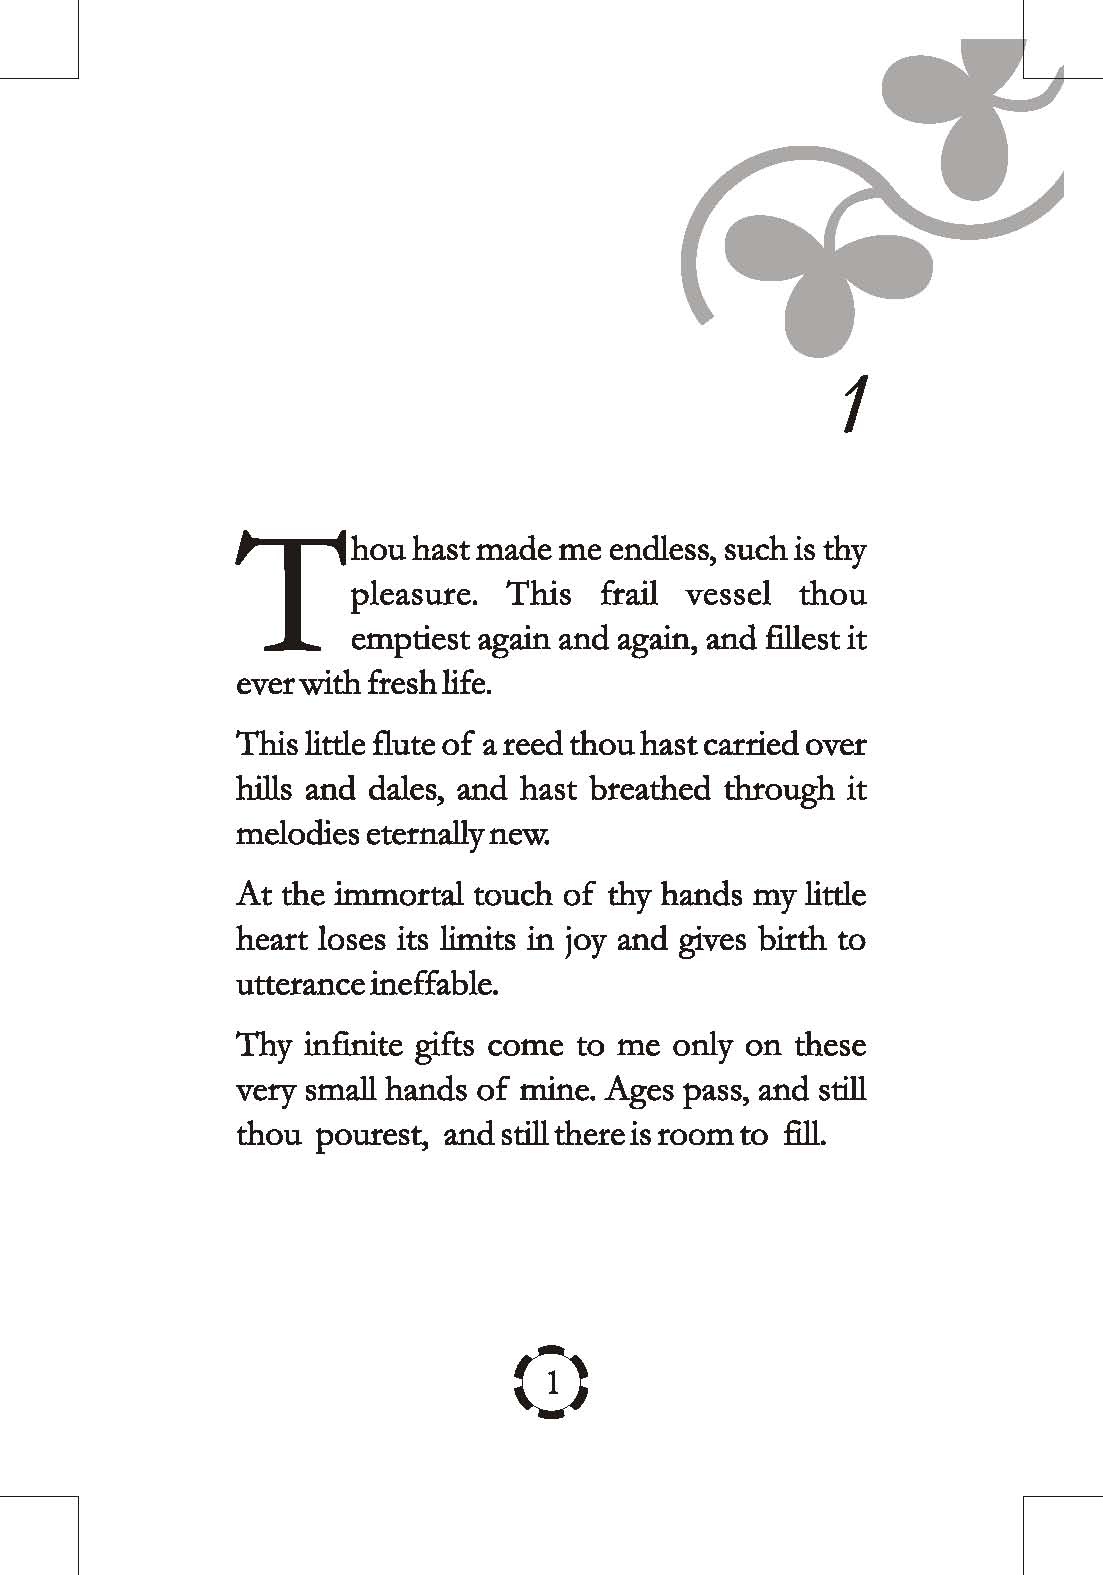 1
Thou hast made me endless, such is thy
pleasure. This frail vessel thou
emptiest again and again, and fillest it
ever with fresh life.
This little flute of a reed thou hast carried over
hills and dales, and hast breathed through it
melodies eternally new.
At the immortal touch of thy hands my little
heart loses its limits in joy and gives birth to
utterance ineffable.
Thy infinite gifts come to me only on these
very small hands of mine. Ages pass, and still
thou pourest, and still there is room to fill.
1